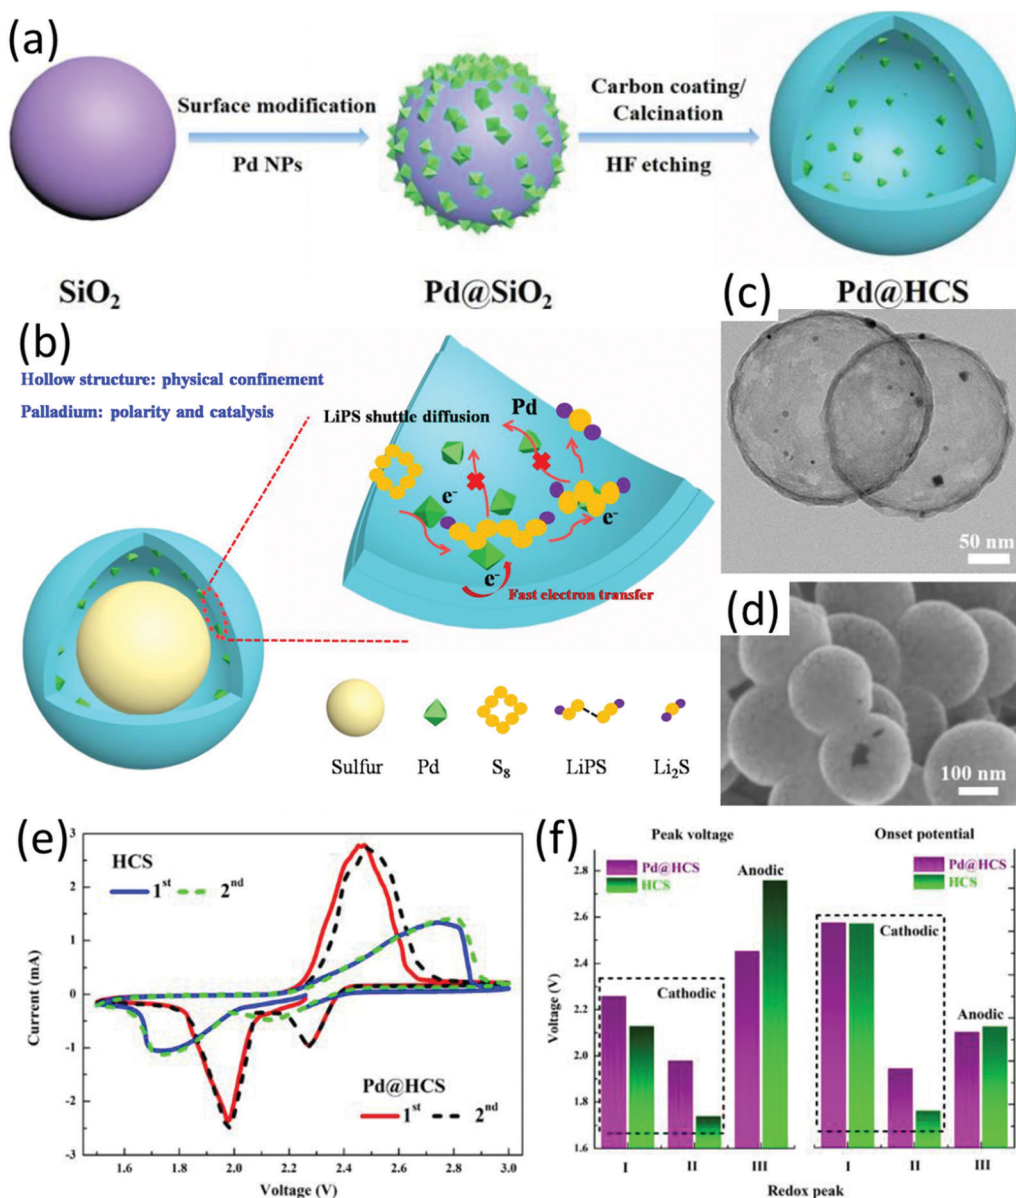 (a)
Surface modification
Pd NPs
Carbon coating/
Calcination
HF etching
SiO₂
Pd@SiO₂
Pd@HCS
(b)
Hollow structure: physical confinement
Palladium: polarity and catalysis
LiPS shuttle diffusion
Pd
e⁻
e⁻
e⁻
Fast electron transfer
Sulfur
Pd
S₈
LiPS
Li₂S
(c)
50 nm
(d)
100 nm
(e)
HCS
1ˢᵗ
2ⁿᵈ
Pd@HCS
1ˢᵗ
2ⁿᵈ
3
2
1
0
-1
-2
-3
Current (mA)
1.6
1.8
2.0
2.2
2.4
2.6
2.8
3.0
Voltage (V)
(f)
Peak voltage
Onset potential
Pd@HCS
HCS
Anodic
Cathodic
Pd@HCS
HCS
Cathodic
Anodic
2.8
2.6
2.4
2.2
2.0
1.8
1.6
Voltage (V)
I
II
III
I
II
III
Redox peak